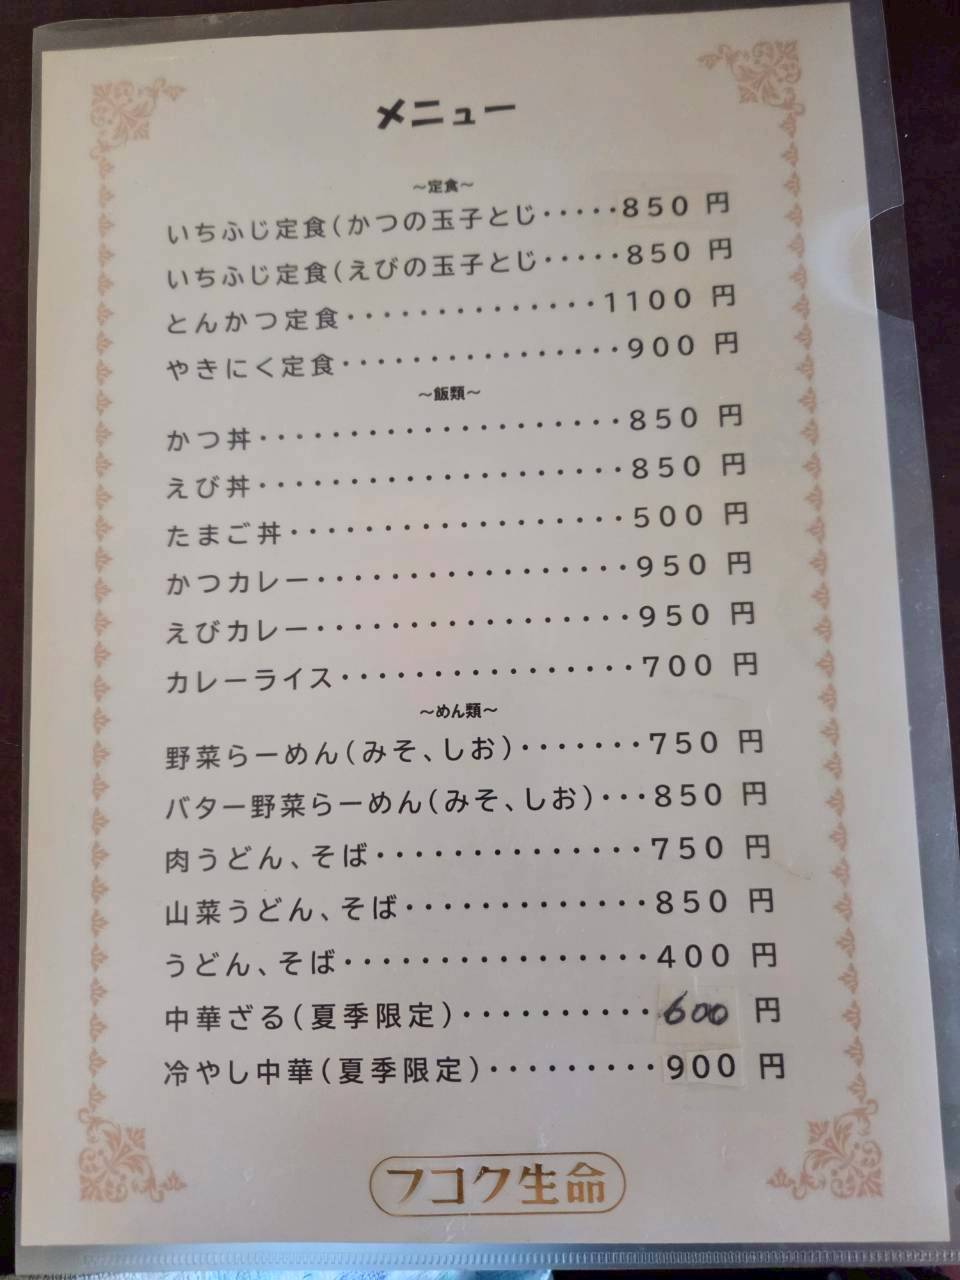 メニュー
～定食～
いちふじ定食(かつの玉子とじ・・・・・850 円
いちふじ定食(えびの玉子とじ・・・・・850 円
とんかつ定食・・・・・・・・・・・・・・1100 円
やきにく定食・・・・・・・・・・・・・・・・900 円
～飯類～
かつ丼・・・・・・・・・・・・・・・・・・・・850 円
えび丼・・・・・・・・・・・・・・・・・・・・850 円
たまご丼・・・・・・・・・・・・・・・・・・500 円
かつカレー・・・・・・・・・・・・・・・・・950 円
えびカレー・・・・・・・・・・・・・・・・・950 円
カレーライス・・・・・・・・・・・・・・・・700 円
～めん類～
野菜らーめん(みそ、しお)・・・・・・・750 円
バター野菜らーめん(みそ、しお)・・・850 円
肉うどん、そば・・・・・・・・・・・・・・750 円
山菜うどん、そば・・・・・・・・・・・・・850 円
うどん、そば・・・・・・・・・・・・・・・・400 円
中華ざる(夏季限定)・・・・・・・・・・600 円
冷やし中華(夏季限定)・・・・・・・・・900 円
フコク生命